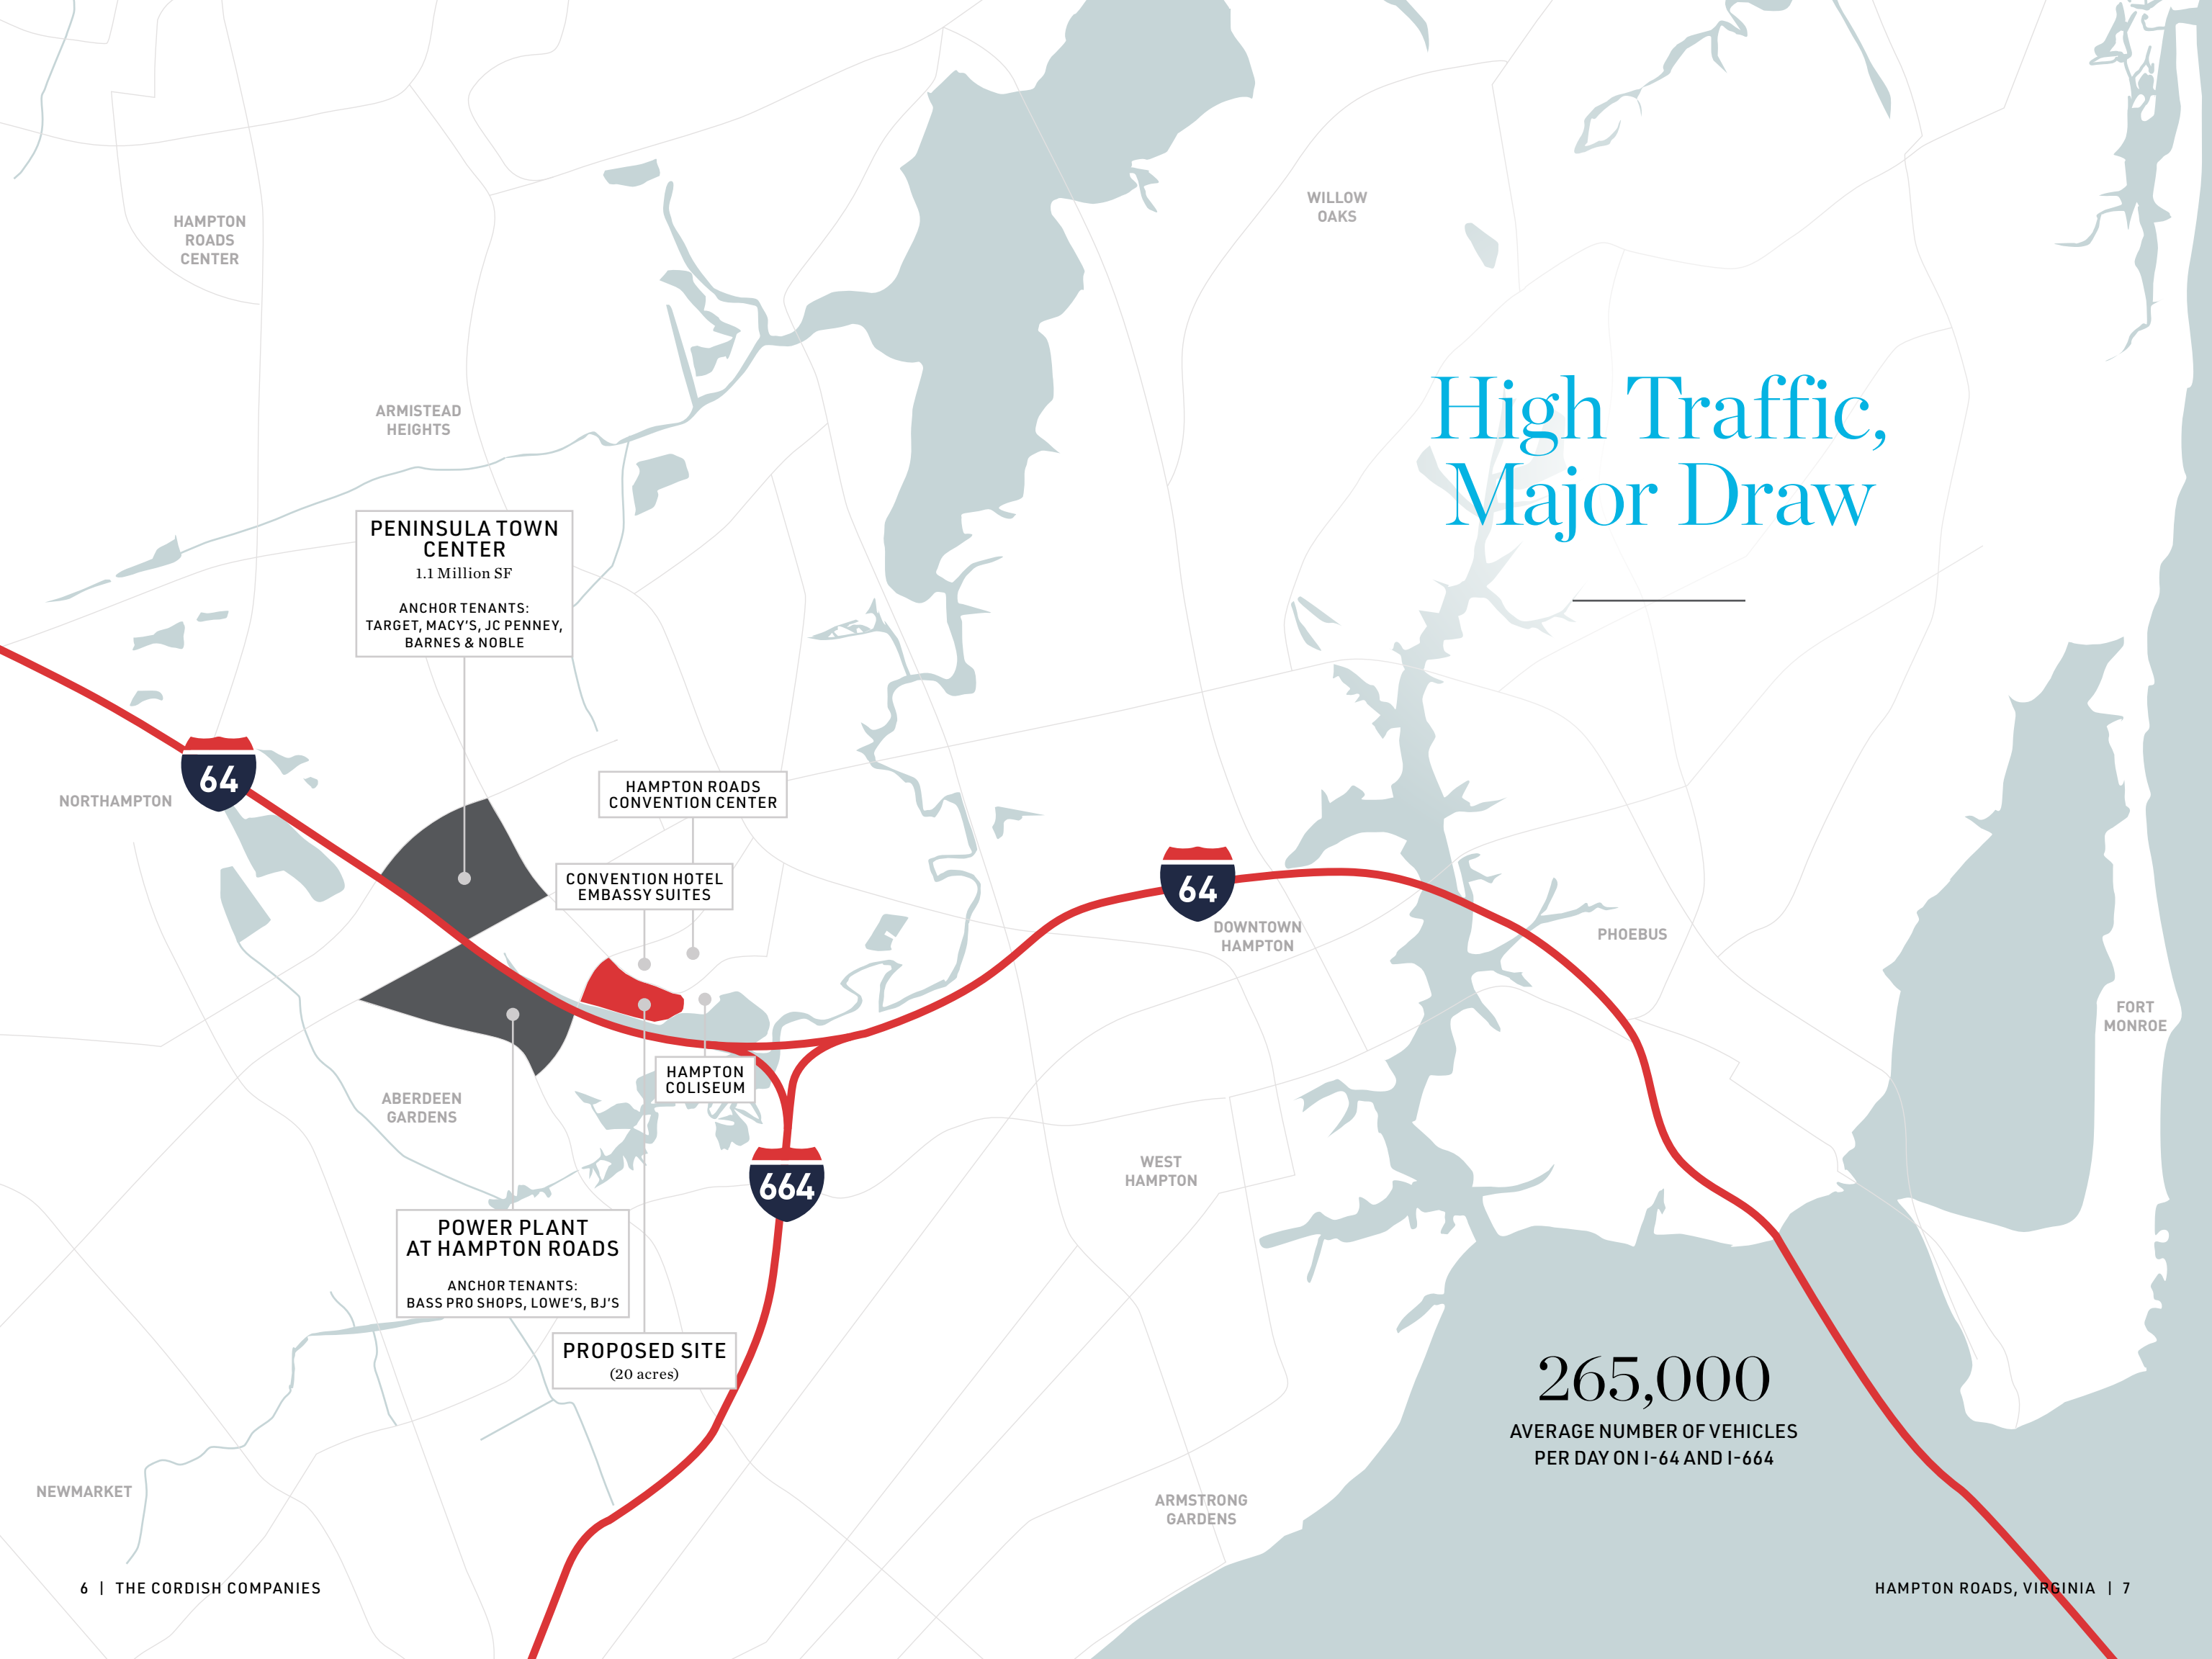 HAMPTON
ROADS
CENTER
WILLOW
OAKS
High Traffic,
Major Draw
ARMISTEAD
HEIGHTS
PENINSULA TOWN
CENTER
1.1 Million SF
ANCHOR TENANTS:
TARGET, MACY'S, JC PENNEY,
BARNES & NOBLE
64
NORTHAMPTON
HAMPTON ROADS
CONVENTION CENTER
CONVENTION HOTEL
EMBASSY SUITES
64
DOWNTOWN
HAMPTON
PHOEBUS
FORT
MONROE
HAMPTON
COLISEUM
ABERDEEN
GARDENS
664
WEST
HAMPTON
POWER PLANT
AT HAMPTON ROADS
ANCHOR TENANTS:
BASS PRO SHOPS, LOWE'S, BJ'S
PROPOSED SITE
(20 acres)
265,000
AVERAGE NUMBER OF VEHICLES
PER DAY ON I-64 AND I-664
NEWMARKET
ARMSTRONG
GARDENS
6 | THE CORDISH COMPANIES
HAMPTON ROADS, VIRGINIA | 7